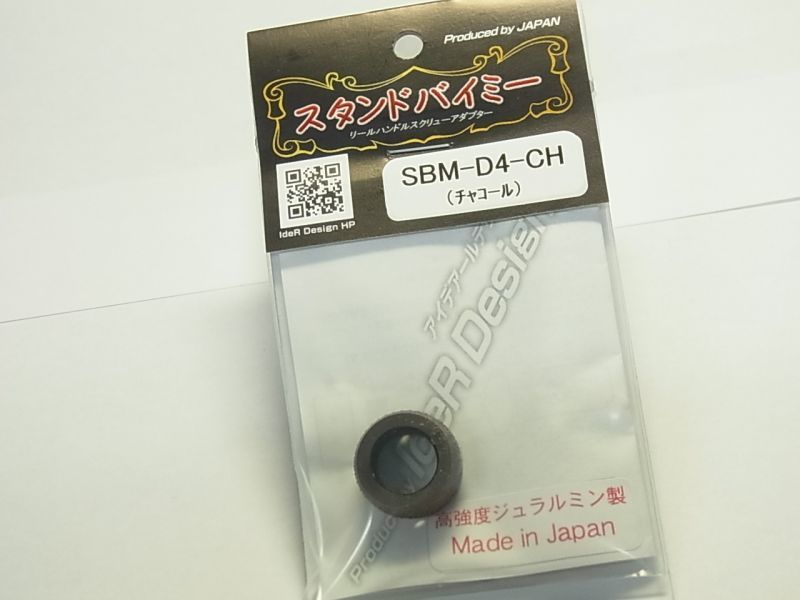 Produced by JAPAN
スタンドバイミー
リールハンドルスクリューアダプター
SBM-D4-CH
(チャコール)
IdeR Design HP
アイデアールデ
Produced by IdeR Design
高強度ジュラルミン製
Made in Japan